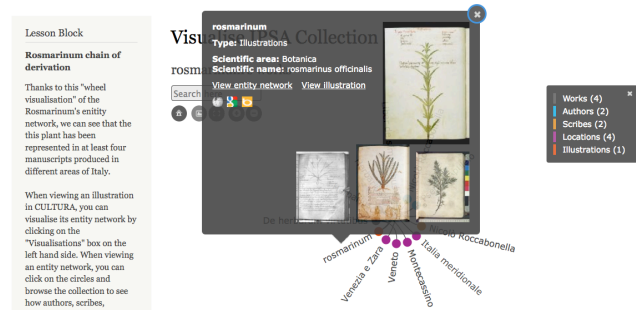 Lesson Block
Rosmarinum chain of
derivation
Thanks to this "wheel
visualisation" of the
Rosmarinum's enitity
network, we can see that the
this plant has been
represented in at least four
manuscripts produced in
different areas of Italy.
When viewing an illustration
in CULTURA, you can
visualise its entity network by
clicking on the
"Visualisations" box on the
left hand side. When viewing
an entity network, you can
click on the circles and
browse the collection to see
how authors, scribes,
Visualise IPSA Collection
rosmarinum
Type: Illustrations
Scientific area: Botanica
Scientific name: rosmarinus officinalis
View entity network View illustration
Search
De her
rosmarinum
Venezia e Zara
Veneto
Montecassino
Italia meridionale
Nicolò Roccabonella
Works (4)
Authors (2)
Scribes (2)
Locations (4)
Illustrations (1)